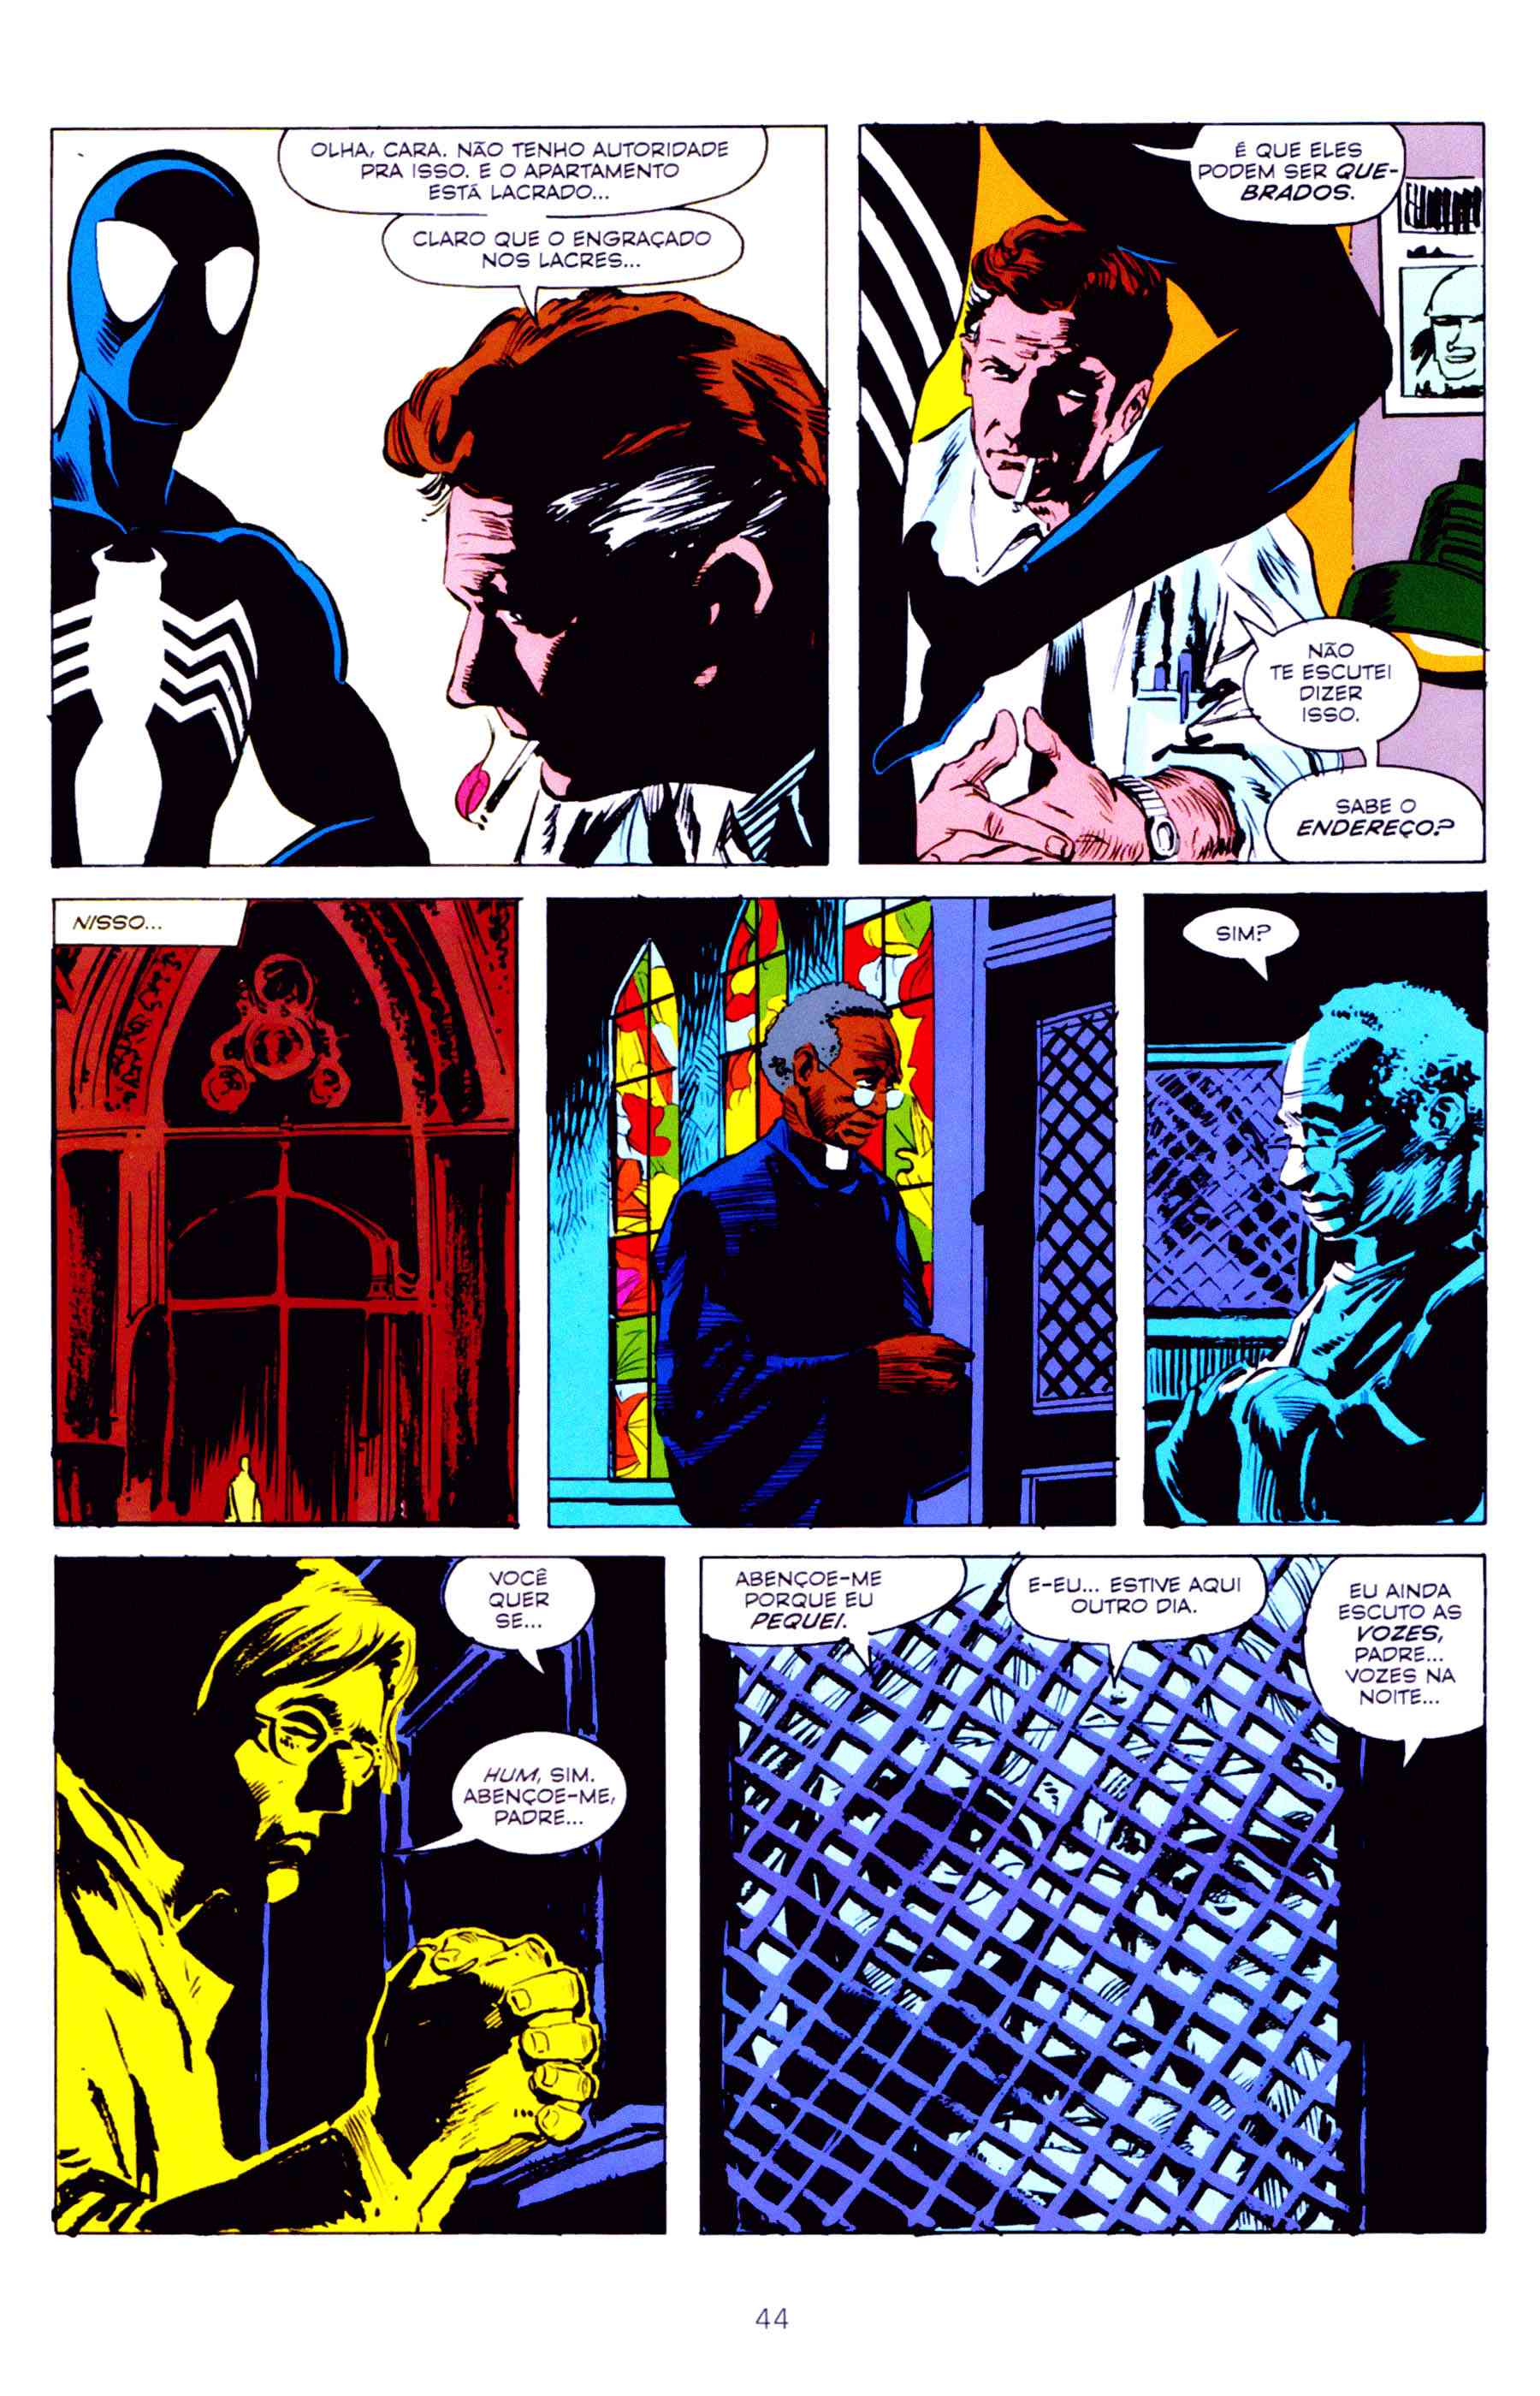 OLHA, CARA. NÃO TENHO AUTORIDADE
PRA ISSO. E O APARTAMENTO
ESTÁ LACRADO...
CLARO QUE O ENGRAÇADO
NOS LACRES...
É QUE ELES
PODEM SER QUE-
BRADOS.
NÃO
TE ESCUTEI
DIZER
ISSO.
SABE O
ENDEREÇO?
NISSO...
SIM?
VOCÊ
QUER
SE...
HUM, SIM.
ABENÇOE-ME,
PADRE...
ABENÇOE-ME
PORQUE EU
PEQUEI.
E-EU... ESTIVE AQUI
OUTRO DIA.
EU AINDA
ESCUTO AS
VOZES,
PADRE...
VOZES NA
NOITE...
44